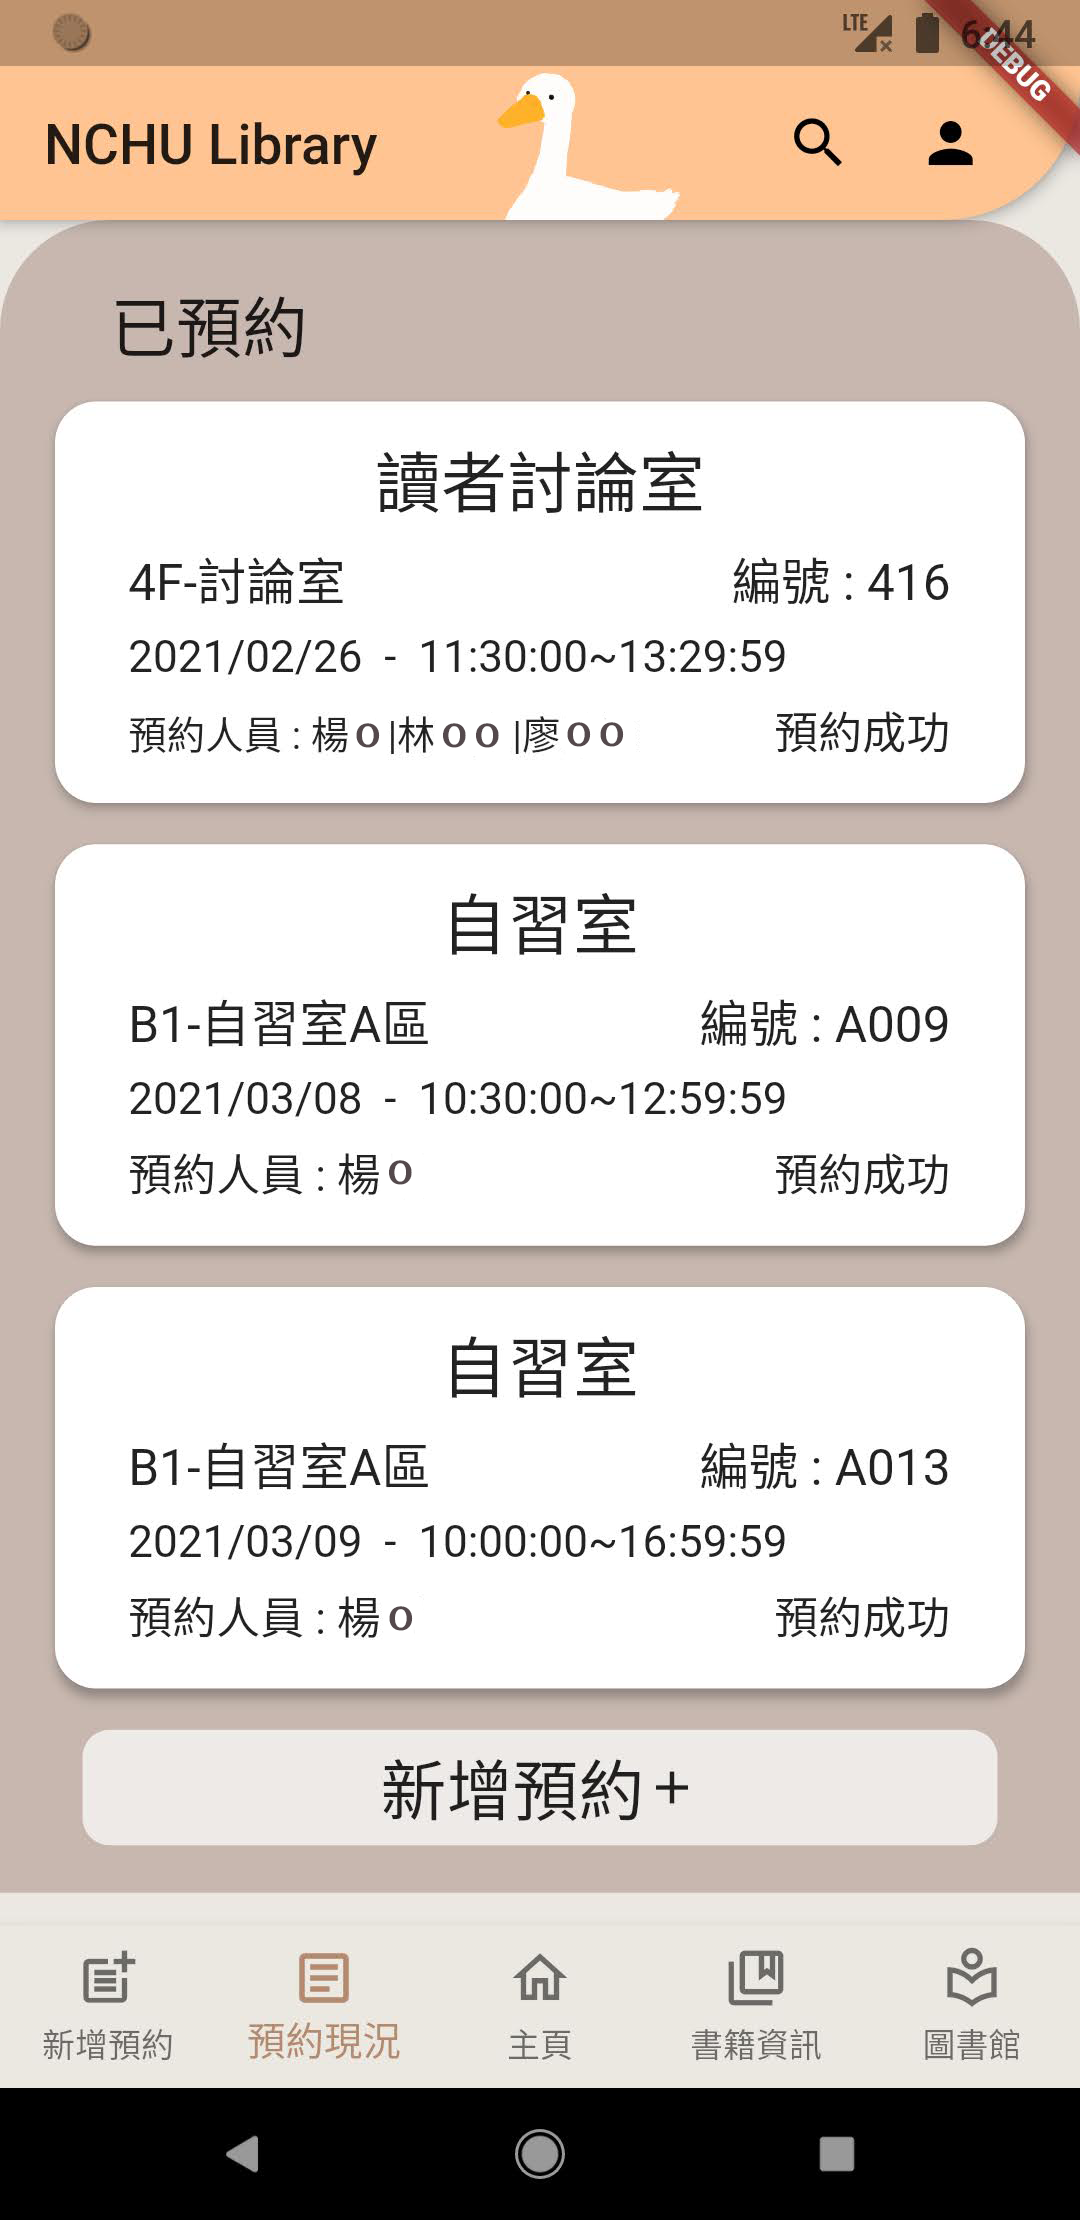 LTE
6:44
DEBUG
NCHU Library
已預約
讀者討論室
4F-討論室 編號 : 416
2021/02/26 - 11:30:00~13:29:59
預約人員 : 楊o|林oo |廖oo 預約成功
自習室
B1-自習室A區 編號 : A009
2021/03/08 - 10:30:00~12:59:59
預約人員 : 楊o 預約成功
自習室
B1-自習室A區 編號 : A013
2021/03/09 - 10:00:00~16:59:59
預約人員 : 楊o 預約成功
新增預約+
新增預約 預約現況 主頁 書籍資訊 圖書館